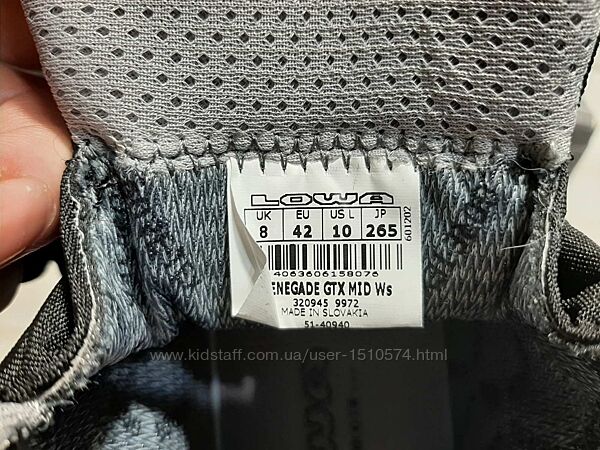 LOWA
UK EU US L JP
8 42 10 265
601202
4063606158076
ENEGADE GTX MID Ws
320945 9972
MADE IN SLOVAKIA
51-40940
www.kidstaff.com.ua/user-1510574.html